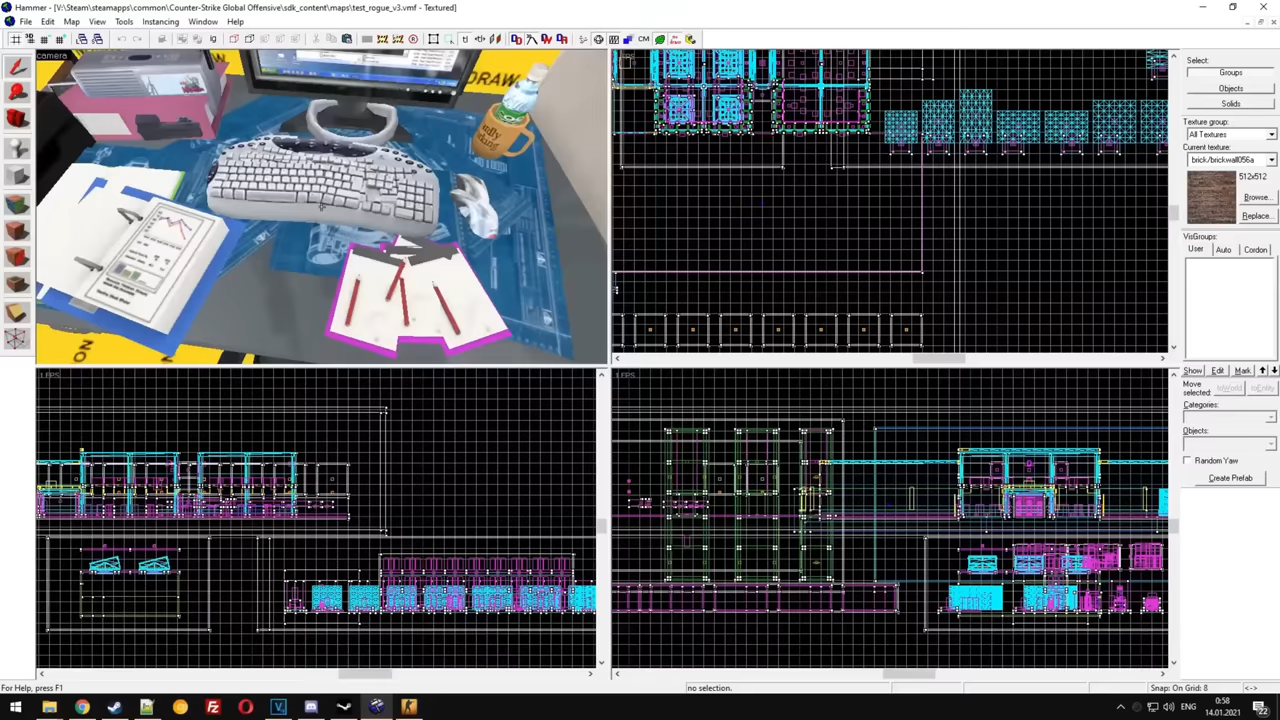 Hammer - [V:\Steam\steamapps\common\Counter-Strike Global Offensive\sdk_content\maps\test_rogue_v3.vmf - Textured]
File Edit Map View Tools Instancing Window Help
camera
DRAW
Select:
Groups
Objects
Solids
Texture group:
All Textures
Current texture:
brick/brickwall056a
512x512
Browse...
Replace...
VisGroups:
User Auto Cordon
Show Edit Mark
Move selected:
toWorld toEntity
Categories:
Objects:
Random Yaw
Create Prefab
For Help, press F1
no selection.
Snap: On Grid: 8
<->
ENG
0:58
14.01.2021
22